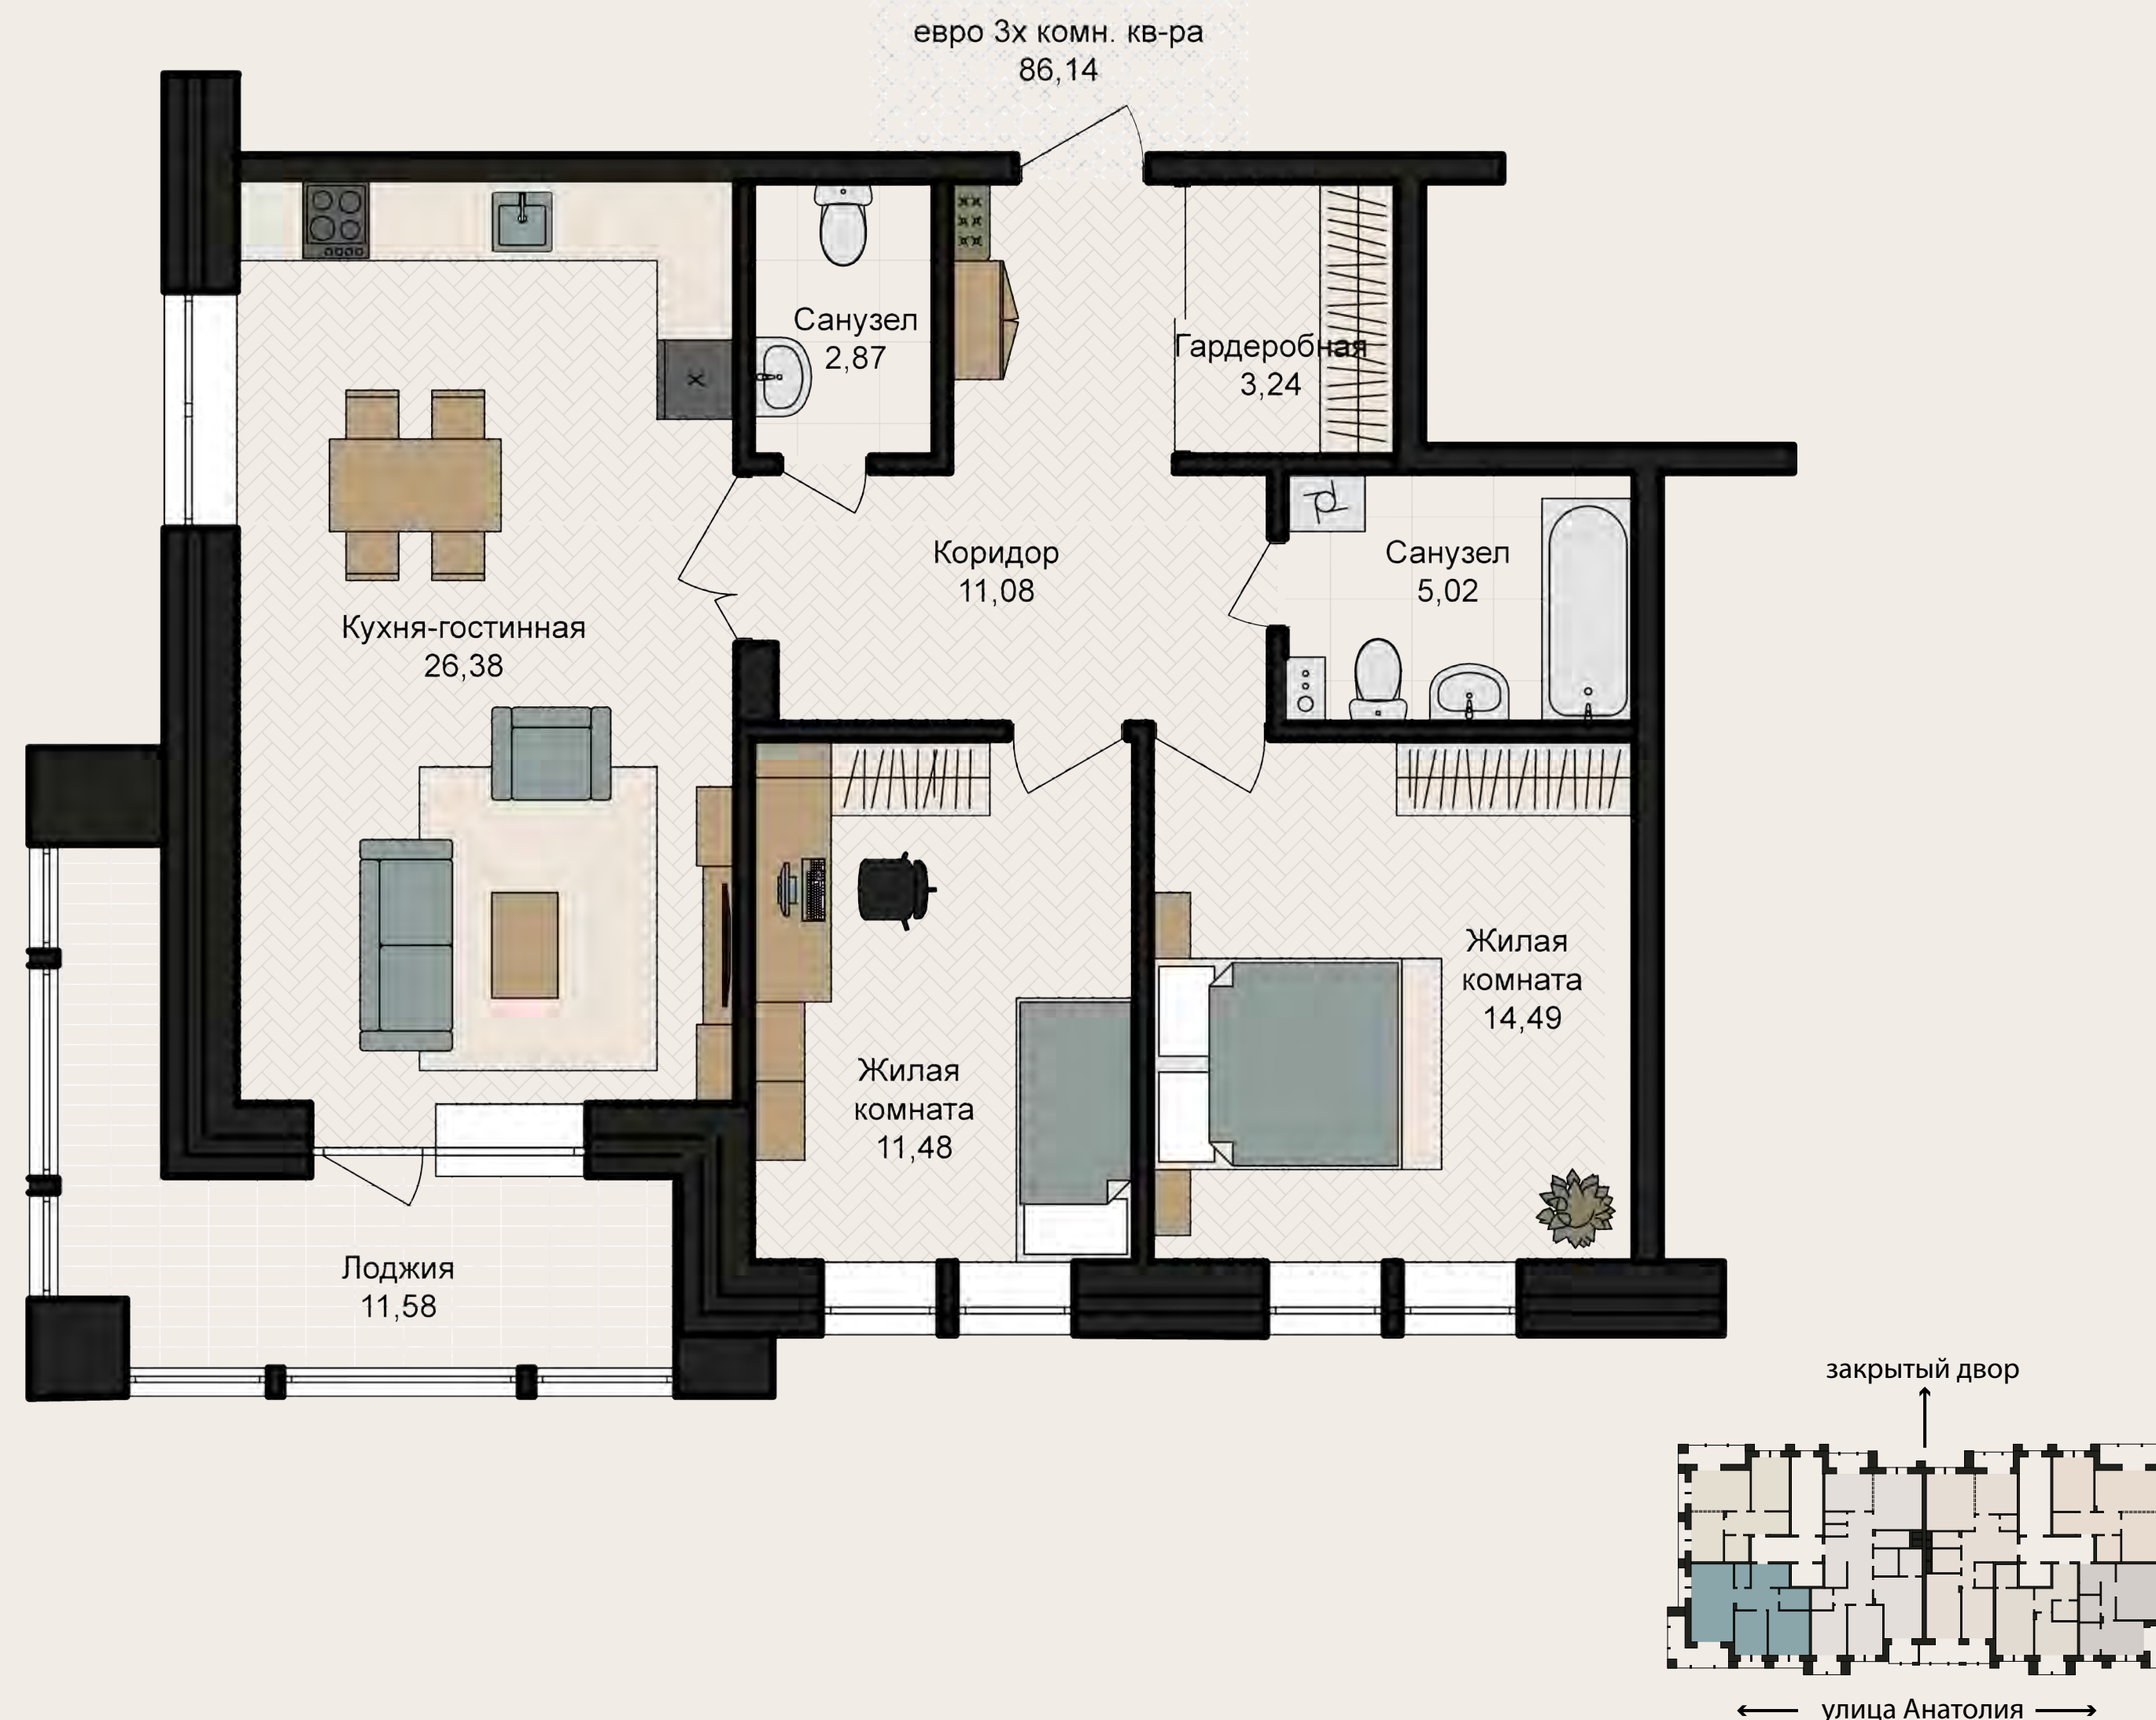 евро 3х комн. кв-ра
86,14
Санузел
2,87
Гардеробная
3,24
Коридор
11,08
Санузел
5,02
Кухня-гостинная
26,38
Жилая
комната
14,49
Жилая
комната
11,48
Лоджия
11,58
закрытый двор
улица Анатолия